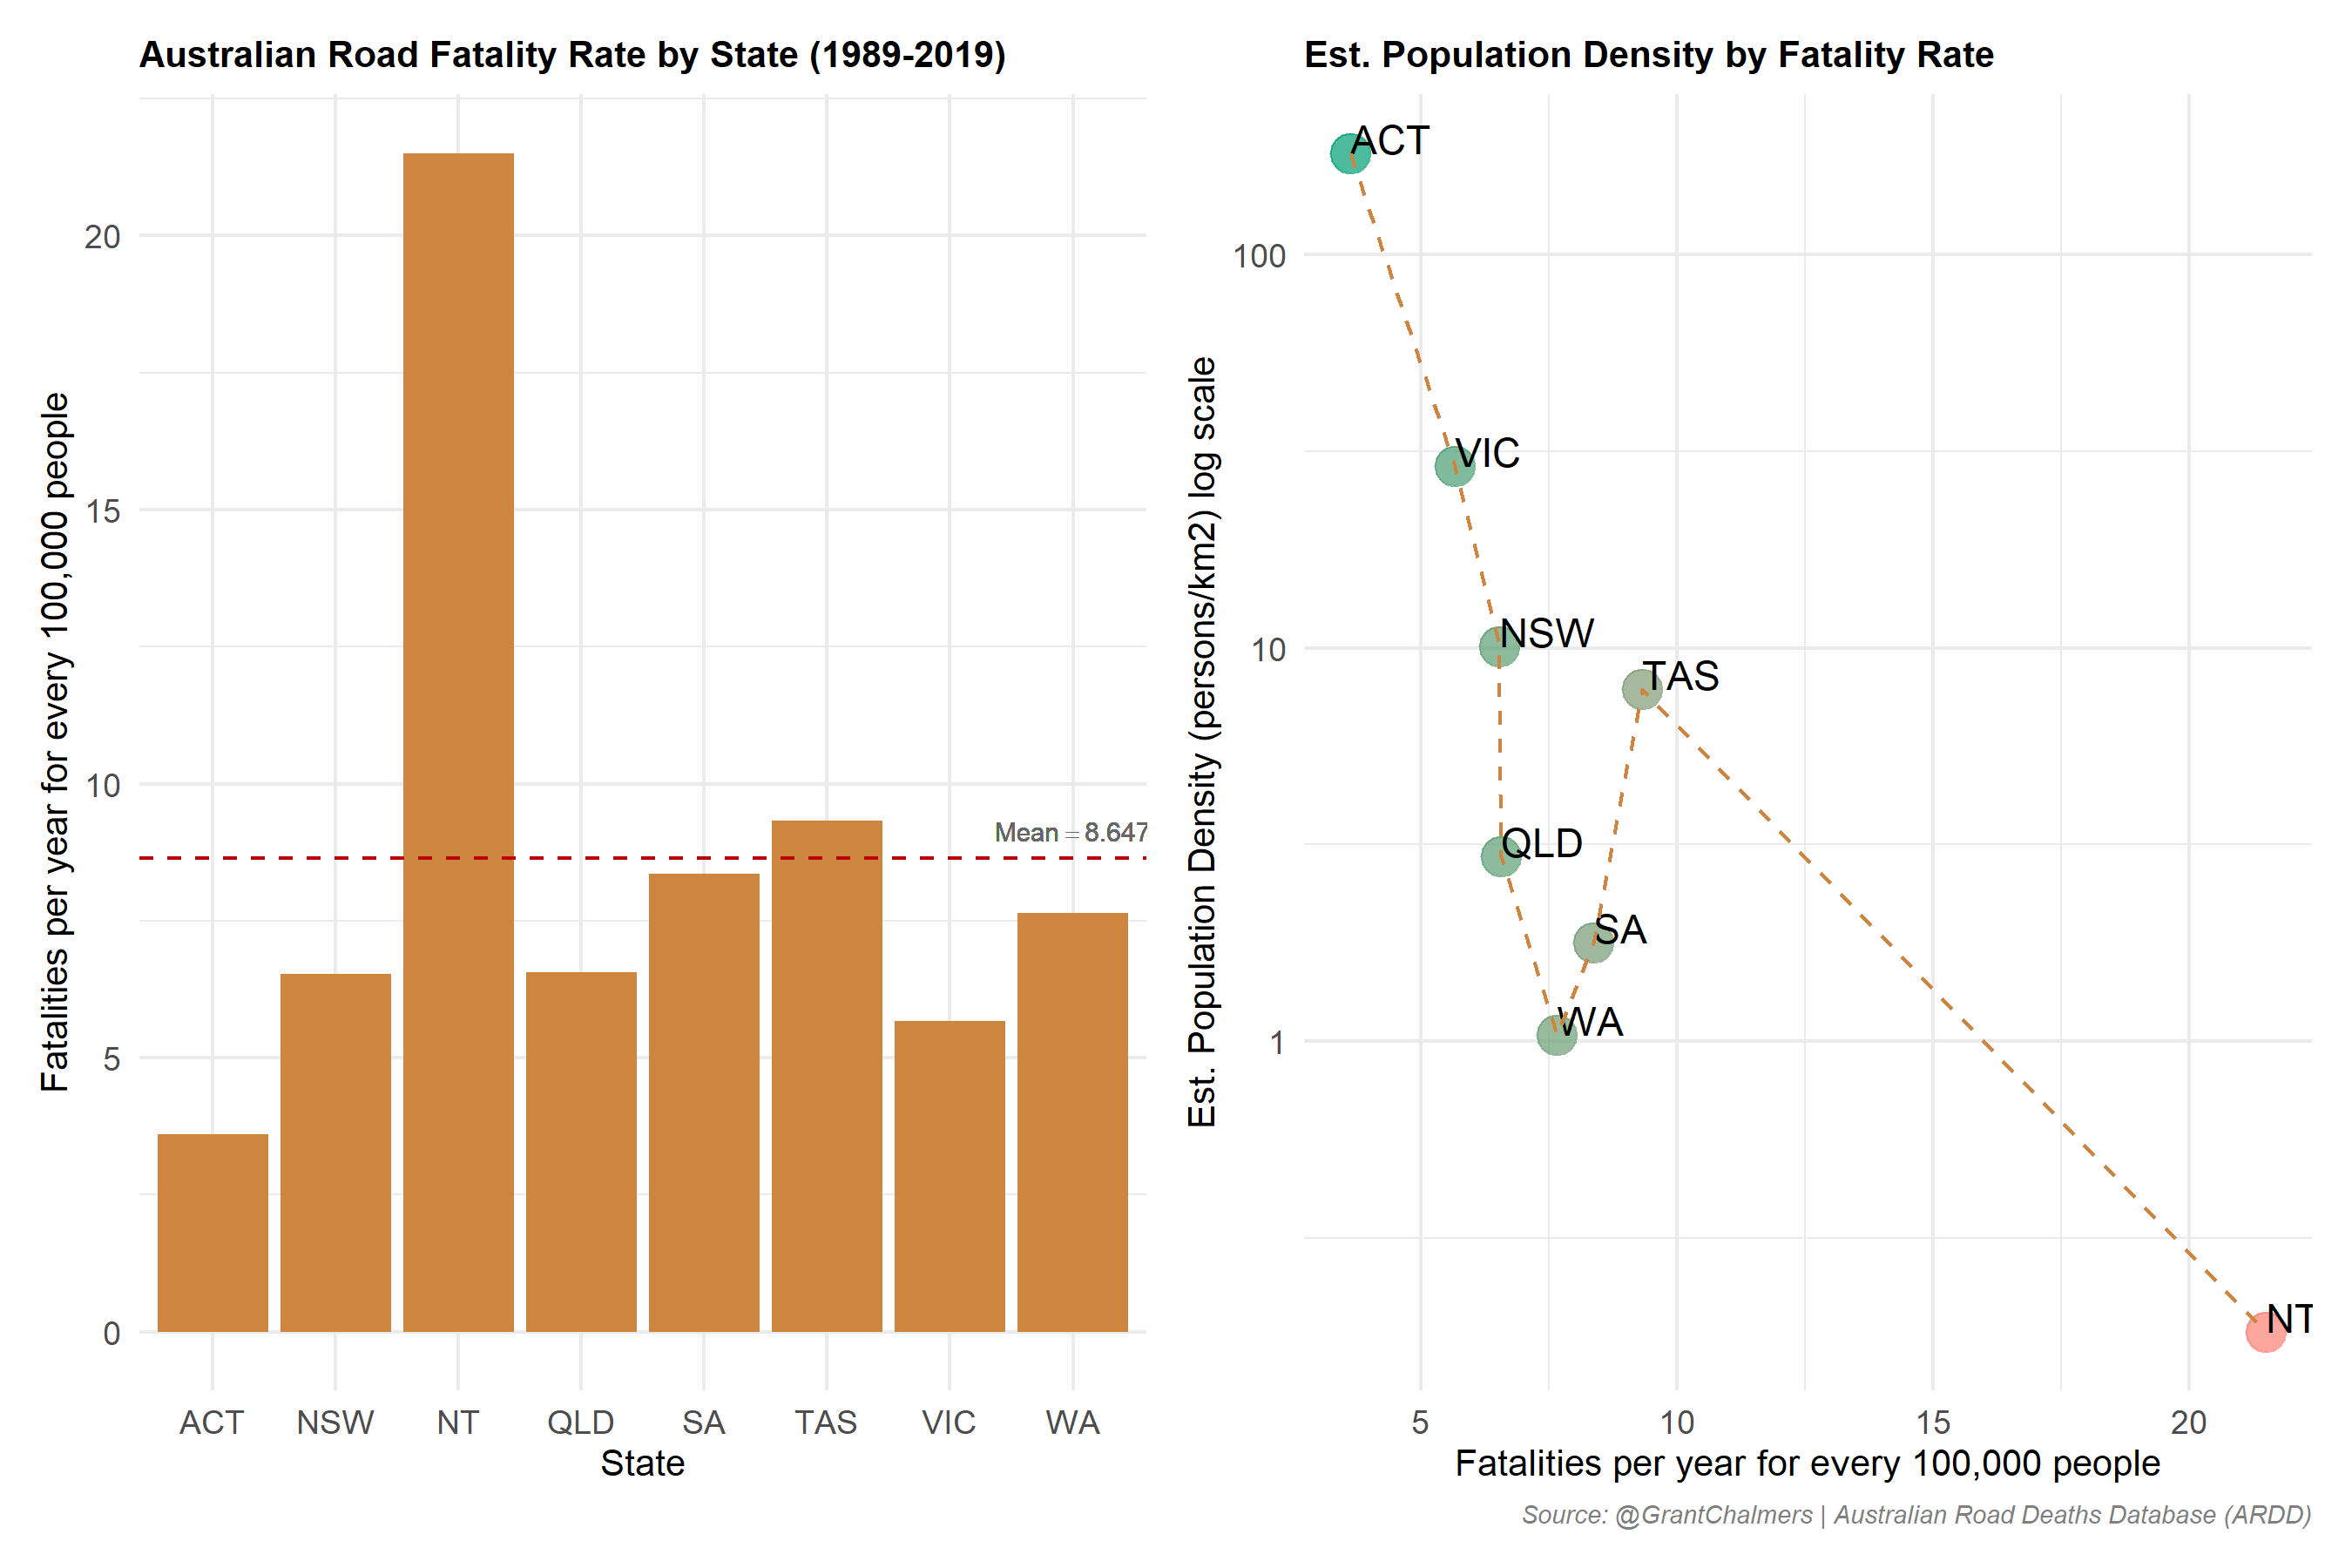 Australian Road Fatality Rate by State (1989-2019)
Fatalities per year for every 100,000 people
20
15
10
5
0
Mean = 8.647
ACT NSW NT QLD SA TAS VIC WA
State
Est. Population Density by Fatality Rate
Est. Population Density (persons/km2) log scale
100
10
1
ACT
VIC
NSW
TAS
QLD
SA
WA
NT
5 10 15 20
Fatalities per year for every 100,000 people
Source: @GrantChalmers | Australian Road Deaths Database (ARDD)